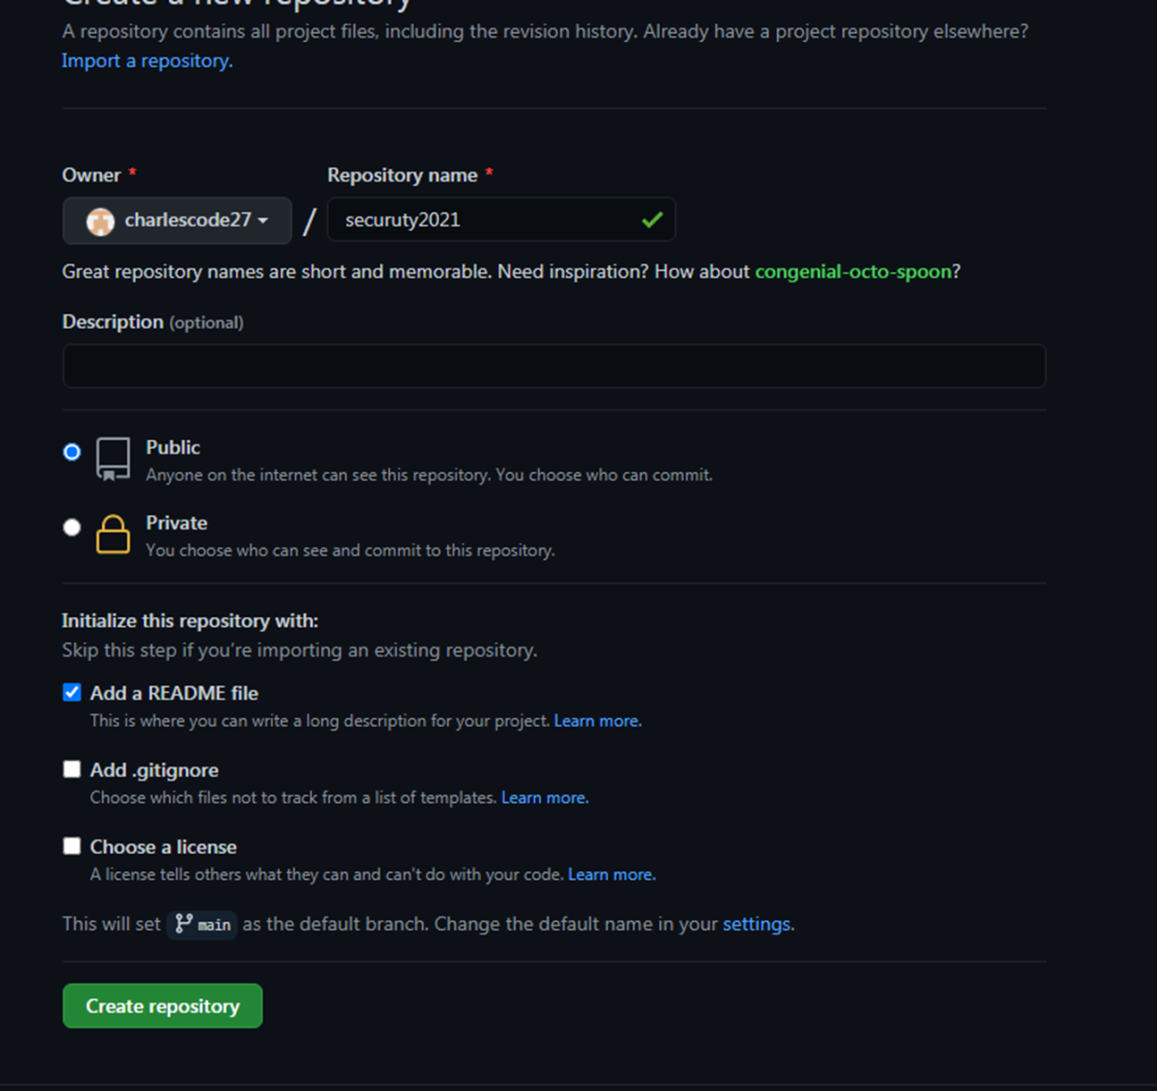 Create a new repository
A repository contains all project files, including the revision history. Already have a project repository elsewhere?
Import a repository.
Owner *
Repository name *
charlescode27
/
securuty2021
Great repository names are short and memorable. Need inspiration? How about congenial-octo-spoon?
Description (optional)
Public
Anyone on the internet can see this repository. You choose who can commit.
Private
You choose who can see and commit to this repository.
Initialize this repository with:
Skip this step if you're importing an existing repository.
Add a README file
This is where you can write a long description for your project. Learn more.
Add .gitignore
Choose which files not to track from a list of templates. Learn more.
Choose a license
A license tells others what they can and can't do with your code. Learn more.
This will set main as the default branch. Change the default name in your settings.
Create repository